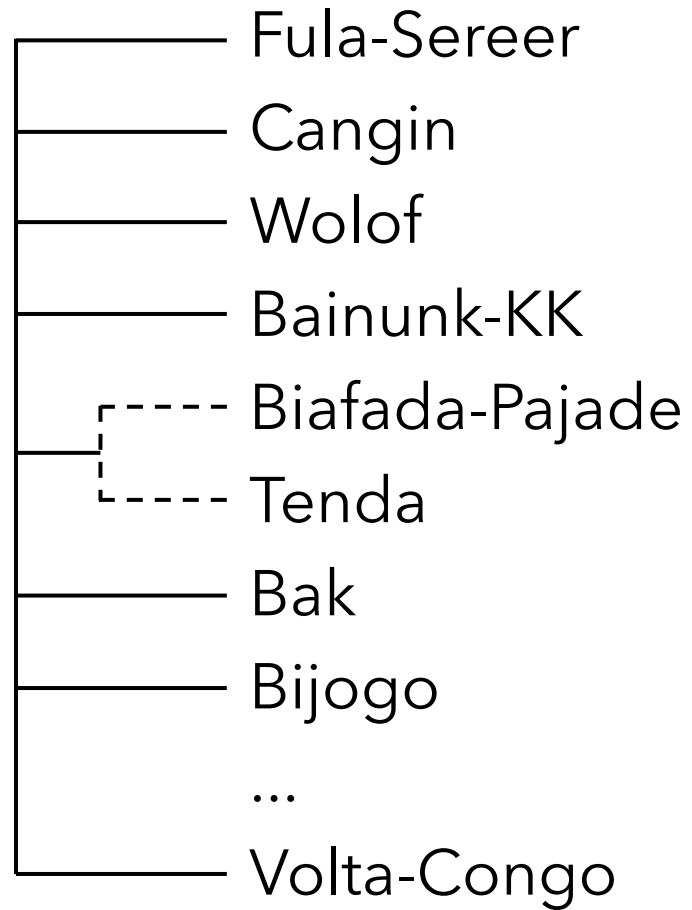 Fula-Sereer
Cangin
Wolof
Bainunk-KK
Biafada-Pajade
Tenda
Bak
Bijogo
...
Volta-Congo